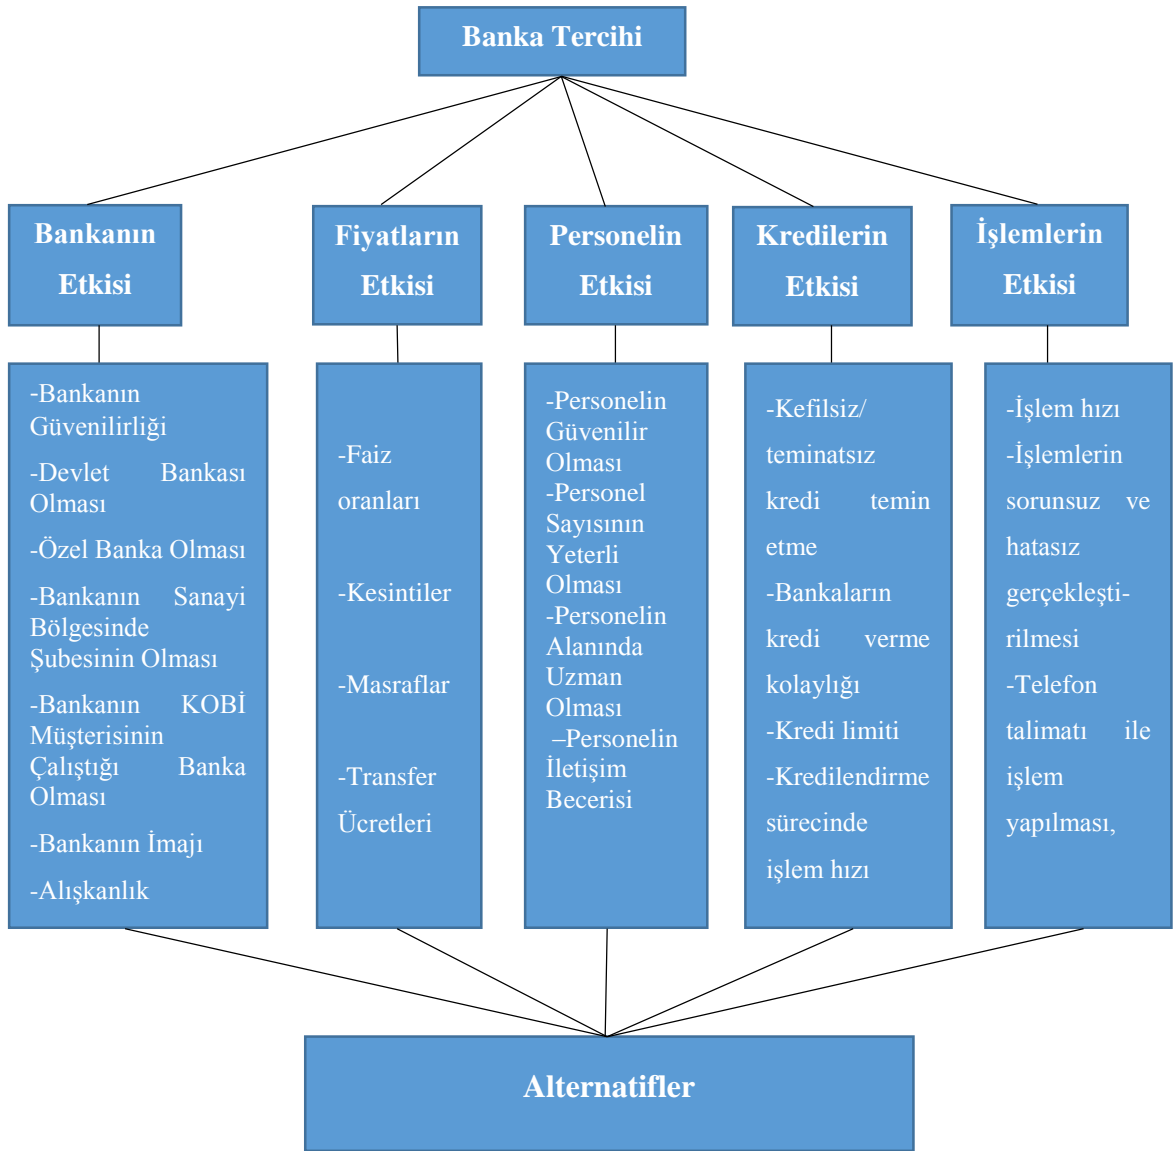 Banka Tercihi
Bankanın
Etkisi
Fiyatların
Etkisi
Personelin
Etkisi
Kredilerin
Etkisi
İşlemlerin
Etkisi
-Bankanın
Güvenilirliği
-Devlet Bankası
Olması
-Özel Banka Olması
-Bankanın Sanayi
Bölgesinde
Şubesinin Olması
-Bankanın KOBİ
Müşterisinin
Çalıştığı Banka
Olması
-Bankanın İmajı
-Alışkanlık
-Faiz
oranları
-Kesintiler
-Masraflar
-Transfer
Ücretleri
-Personelin
Güvenilir
Olması
-Personel
Sayısının
Yeterli
Olması
-Personelin
Alanında
Uzman
Olması
–Personelin
İletişim
Becerisi
-Kefilsiz/
teminatsız
kredi temin
etme
-Bankaların
kredi verme
kolaylığı
-Kredi limiti
-Kredilendirme
sürecinde
işlem hızı
-İşlem hızı
-İşlemlerin
sorunsuz ve
hatasız
gerçekleşti-
rilmesi
-Telefon
talimatı ile
işlem
yapılması,
Alternatifler